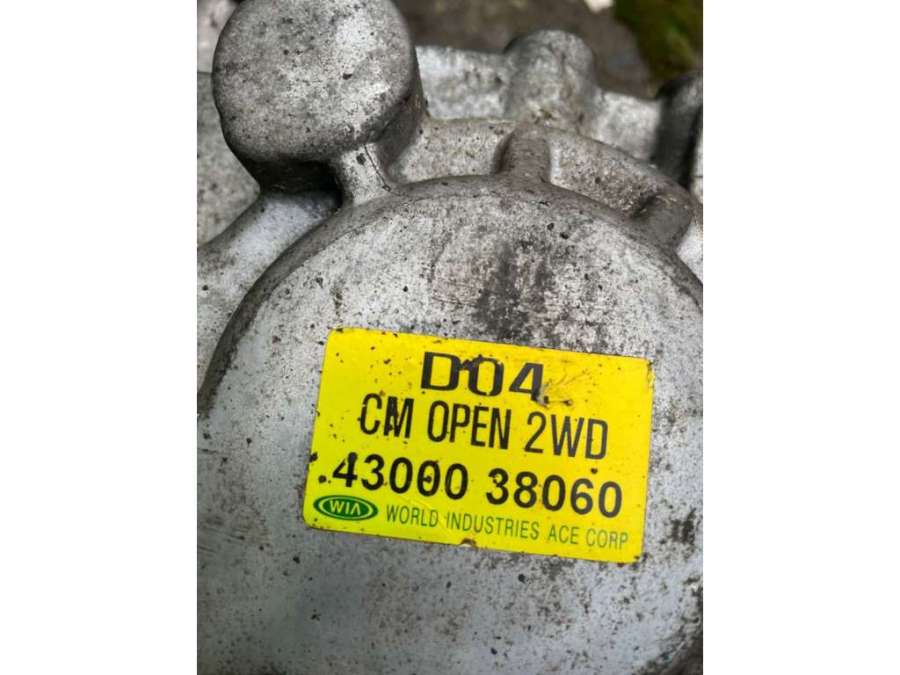 D04
CM OPEN 2WD
43000 38060
WIA WORLD INDUSTRIES ACE CORP